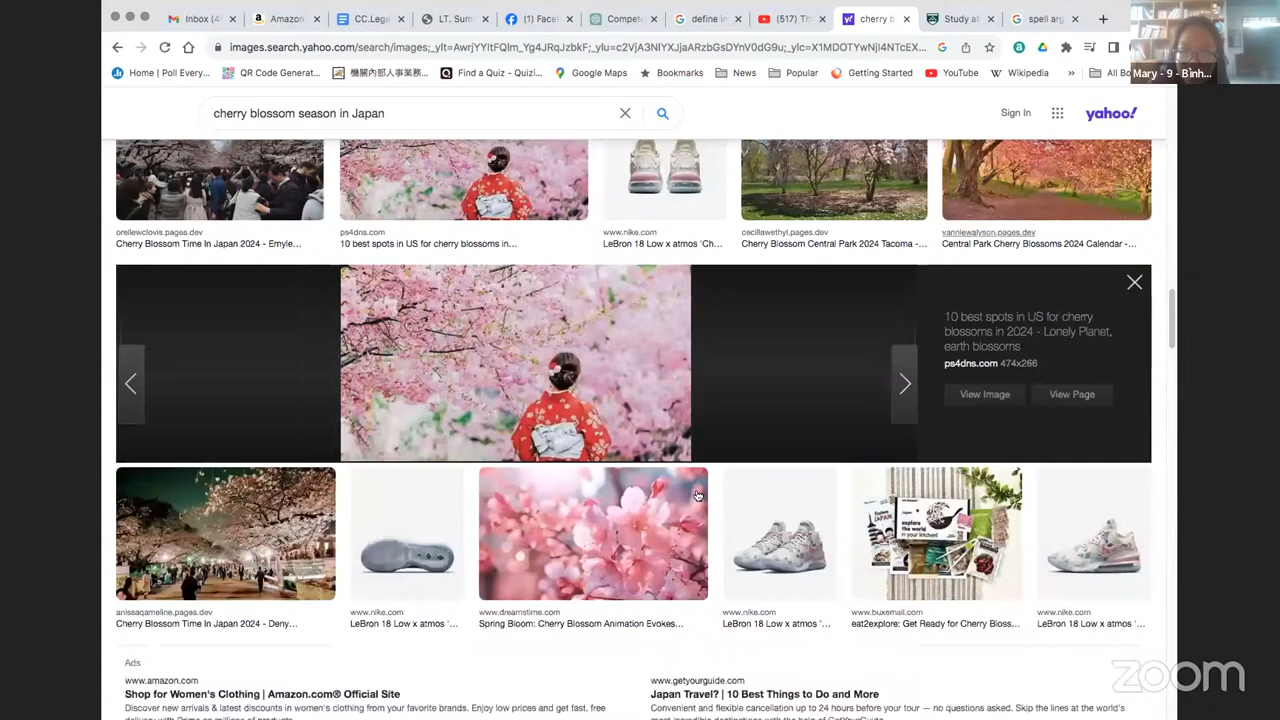 Inbox (4
Amazon
CC.Lega
LT. Sum
(1) Face
Compete
define i
(517) Th
cherry b
Study at
spell arg
images.search.yahoo.com/search/images;_ylt=
Home | Poll Every...
QR Code Generat...
機關內部人事業務...
Find a Quiz - Quizi...
Google Maps
Bookmarks
News
Popular
Getting Started
YouTube
Wikipedia
»
All Bo
Mary - 9 - Bình...
cherry blossom season in Japan
Sign In
yahoo!
orellewclovis.pages.dev
Cherry Blossom Time In Japan 2024 - Emyle...
ps4dns.com
10 best spots in US for cherry blossoms in...
www.nike.com
LeBron 18 Low x atmos 'Ch...
cecillawethyl.pages.dev
Cherry Blossom Central Park 2024 Tacoma -...
vanniewalyson.pages.dev
Central Park Cherry Blossoms 2024 Calendar -...
10 best spots in US for cherry
blossoms in 2024 - Lonely Planet,
earth blossoms
ps4dns.com 474x266
View Image
View Page
explore the
world
in your kitchen!
anissaqameline.pages.dev
Cherry Blossom Time In Japan 2024 - Deny...
www.nike.com
LeBron 18 Low x atmos '...
www.dreamstime.com
Spring Bloom: Cherry Blossom Animation Evokes...
www.nike.com
LeBron 18 Low x atmos '...
www.buxemail.com
eat2explore: Get Ready for Cherry Bloss...
www.nike.com
LeBron 18 Low x atmos '...
Ads
www.amazon.com
Shop for Women's Clothing | Amazon.com® Official Site
Discover new arrivals & latest discounts in women's clothing from your favorite brands. Enjoy low prices and get fast, free
www.getyourguide.com
Japan Travel? | 10 Best Things to Do and More
Convenient and flexible cancellation up to 24 hours before your tour — no questions asked. Skip the lines at the world's
zoom